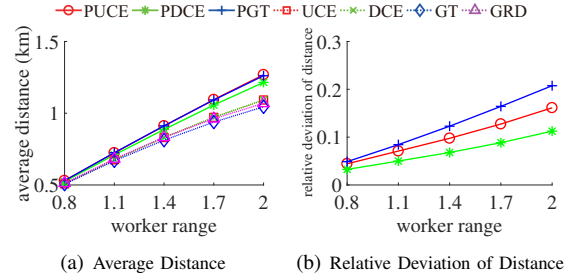 PUCE PDCE PGT UCE DCE GT GRD
average distance (km)
1.5
1
0.5
0.8 1.1 1.4 1.7 2
worker range
(a) Average Distance
relative deviation of distance
0.3
0.2
0.1
0
0.8 1.1 1.4 1.7 2
worker range
(b) Relative Deviation of Distance